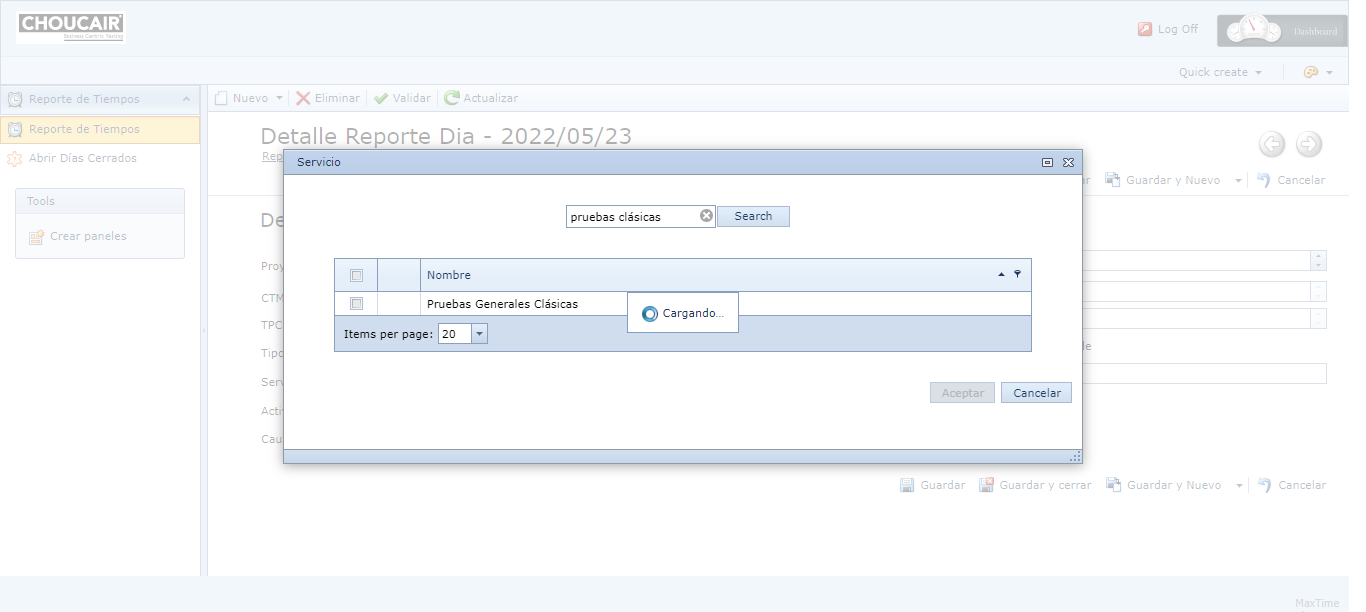 CHOUCAIR
Business Centric Testing
Log Off
Dashboard
Quick create
Reporte de Tiempos
Reporte de Tiempos
Abrir Días Cerrados
Tools
Crear paneles
Nuevo
Eliminar
Validar
Actualizar
Detalle Reporte Dia - 2022/05/23
Rep
Guardar y Nuevo
Cancelar
Servicio
pruebas clásicas
Search
Nombre
Pruebas Generales Clásicas
Cargando...
Items per page: 20
Aceptar
Cancelar
De
Proy
CTM
TPC
Tipo
Serv
Acti
Cau
Guardar
Guardar y cerrar
Guardar y Nuevo
Cancelar
MaxTime